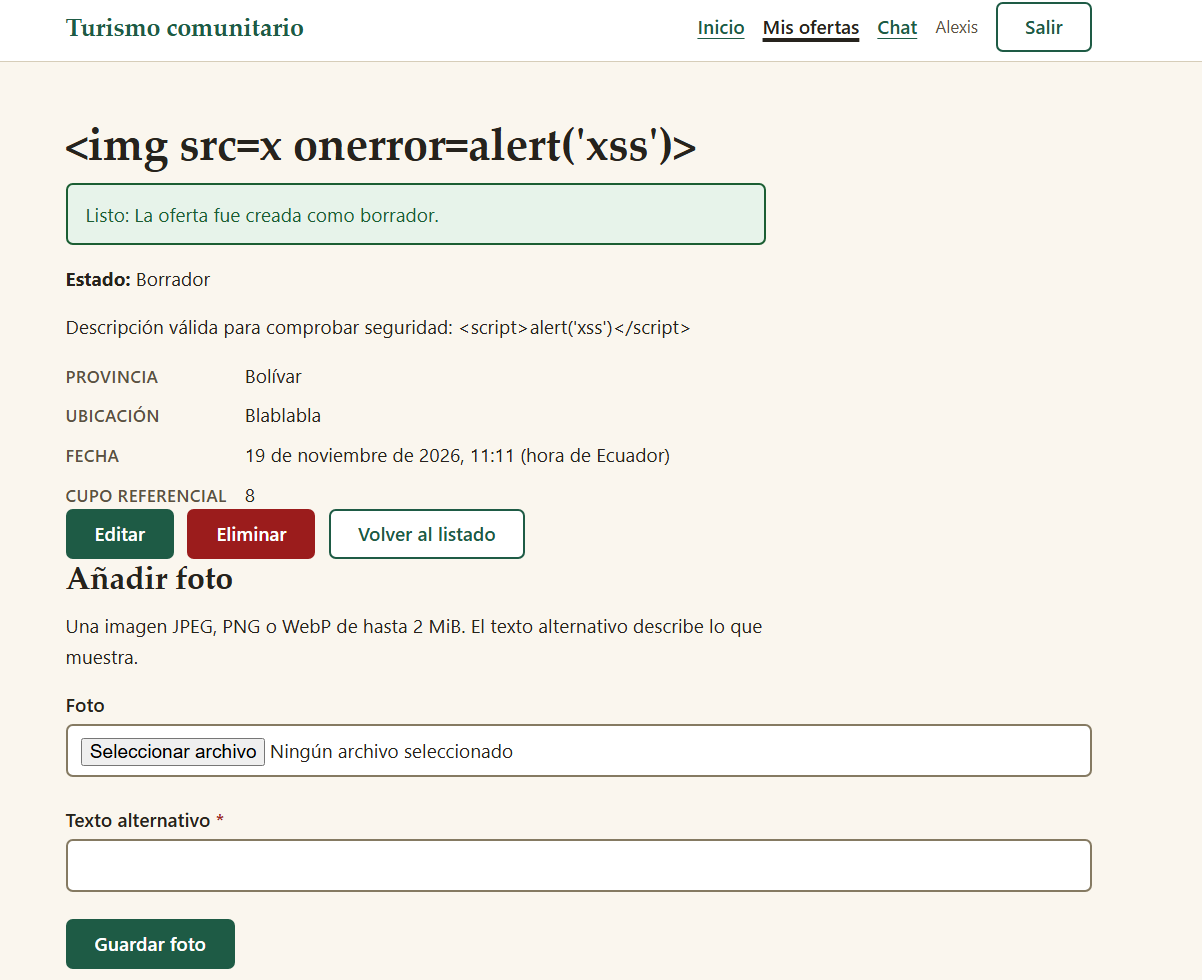 Turismo comunitario
Inicio Mis ofertas Chat Alexis Salir
<img src=x onerror=alert('xss')>
Listo: La oferta fue creada como borrador.
Estado: Borrador
Descripción válida para comprobar seguridad: <script>alert('xss')</script>
PROVINCIA Bolívar
UBICACIÓN Blablabla
FECHA 19 de noviembre de 2026, 11:11 (hora de Ecuador)
CUPO REFERENCIAL 8
Editar Eliminar Volver al listado
Añadir foto
Una imagen JPEG, PNG o WebP de hasta 2 MiB. El texto alternativo describe lo que
muestra.
Foto
Seleccionar archivo Ningún archivo seleccionado
Texto alternativo *
Guardar foto